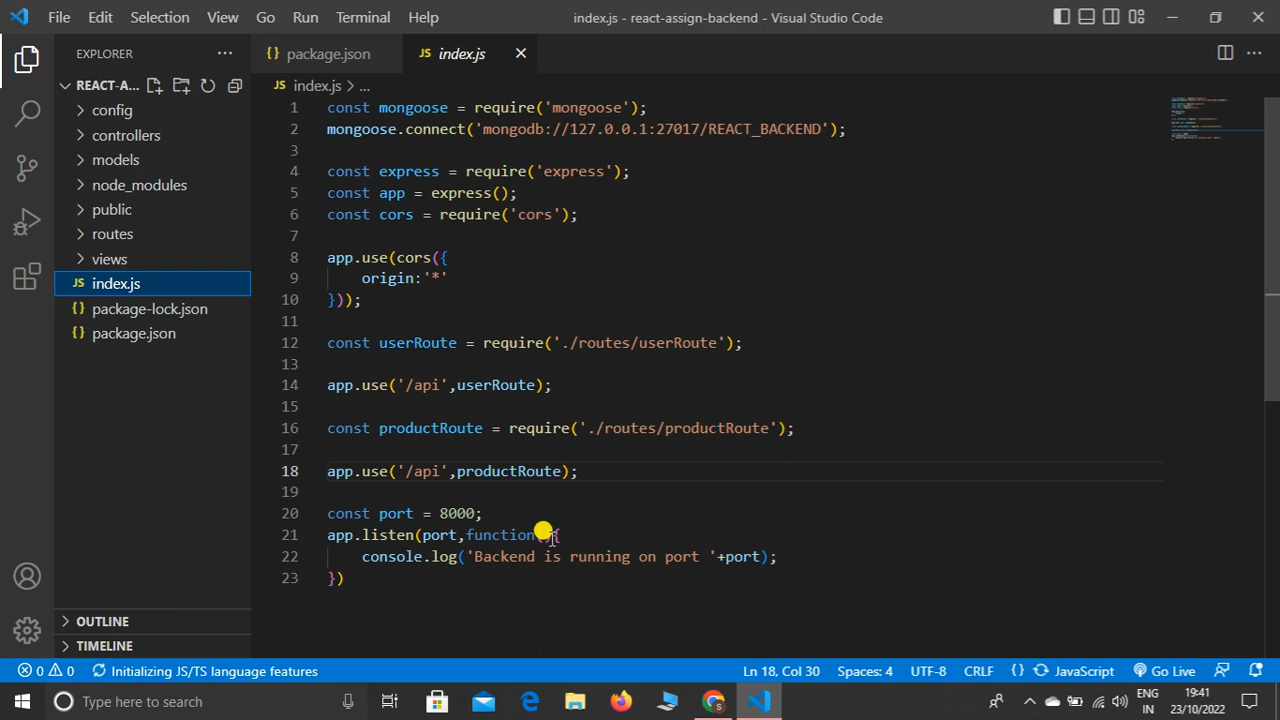 File Edit Selection View Go Run Terminal Help
index.js - react-assign-backend - Visual Studio Code
EXPLORER
REACT-A...
config
controllers
models
node_modules
public
routes
views
JS index.js
{ } package-lock.json
{ } package.json
OUTLINE
TIMELINE
{ } package.json
JS index.js
JS index.js > ...
1 const mongoose = require('mongoose');
2 mongoose.connect('mongodb://127.0.0.1:27017/REACT_BACKEND');
3
4 const express = require('express');
5 const app = express();
6 const cors = require('cors');
7
8 app.use(cors({
9 origin:'*'
10 }));
11
12 const userRoute = require('./routes/userRoute');
13
14 app.use('/api',userRoute);
15
16 const productRoute = require('./routes/productRoute');
17
18 app.use('/api',productRoute);
19
20 const port = 8000;
21 app.listen(port,function(){
22 console.log('Backend is running on port '+port);
23 })
0 0 Initializing JS/TS language features
Ln 18, Col 30 Spaces: 4 UTF-8 CRLF { } JavaScript Go Live
Type here to search
ENG
IN
19:41
23/10/2022